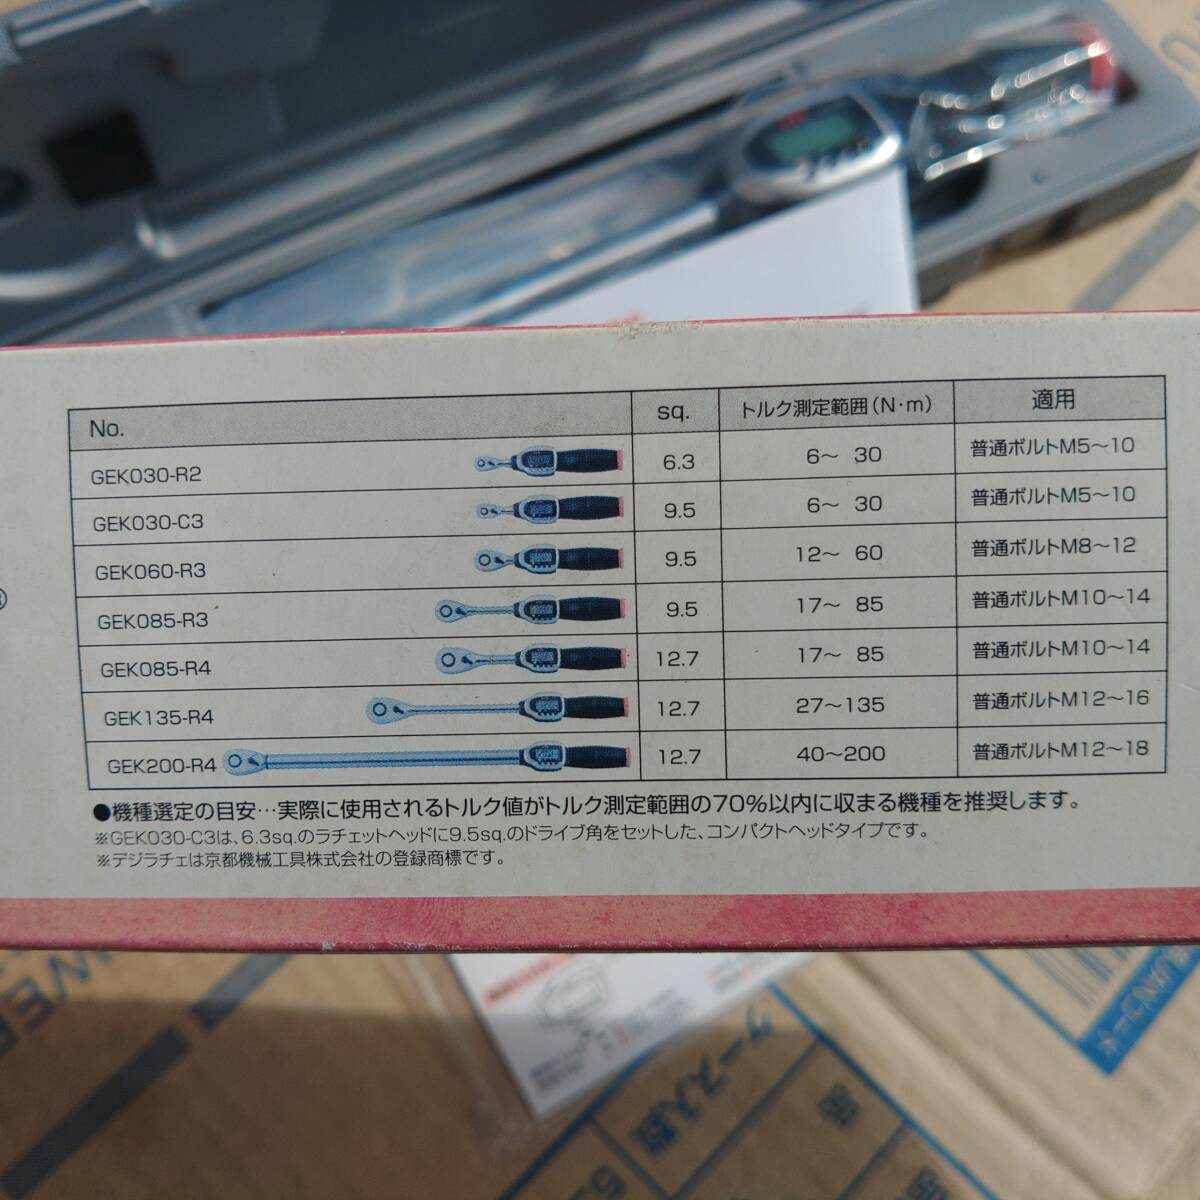 No. sq. トルク測定範囲(N・m) 適用
GEK030-R2 6.3 6〜 30 普通ボルトM5〜10
GEK030-C3 9.5 6〜 30 普通ボルトM5〜10
GEK060-R3 9.5 12〜 60 普通ボルトM8〜12
GEK085-R3 9.5 17〜 85 普通ボルトM10〜14
GEK085-R4 12.7 17〜 85 普通ボルトM10〜14
GEK135-R4 12.7 27〜135 普通ボルトM12〜16
GEK200-R4 12.7 40〜200 普通ボルトM12〜18
●機種選定の目安…実際に使用されるトルク値がトルク測定範囲の70%以内に収まる機種を推奨します。
※GEK030-C3は、6.3sq.のラチェットヘッドに9.5sq.のドライブ角をセットした、コンパクトヘッドタイプです。
※デジラチェは京都機械工具株式会社の登録商標です。
®
ケース入数